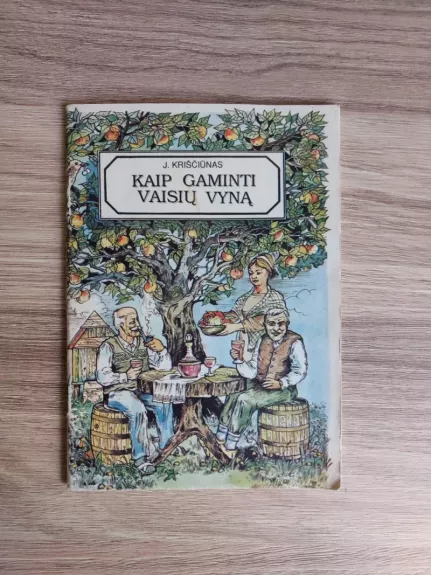 J. KRIŠČIŪNAS
KAIP GAMINTI
VAISIŲ VYNĄ